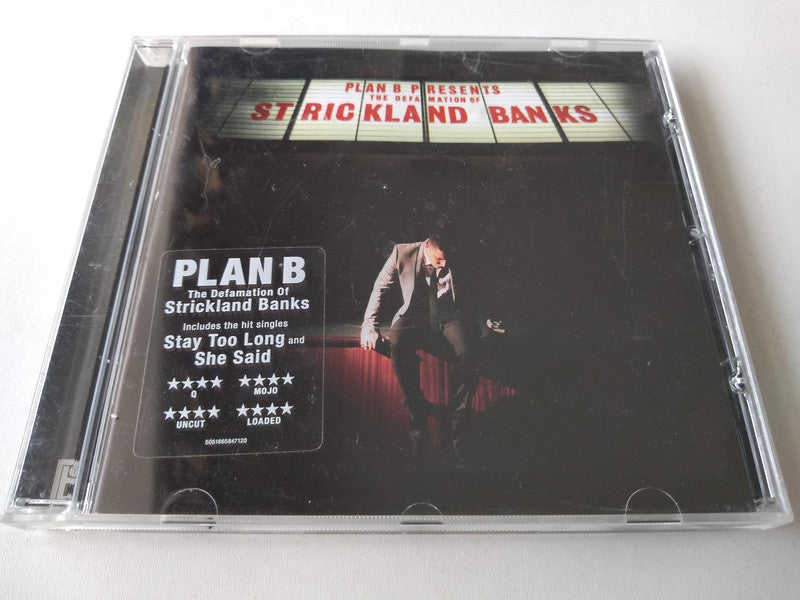 PLAN B PRESENTS
THE DEFAMATION OF
STRICKLAND BANKS
PLAN B
The Defamation Of
Strickland Banks
Includes the hit singles
Stay Too Long and
She Said
★★★★ ★★★★
Q MOJO
★★★★ ★★★★
UNCUT LOADED
5051865847120